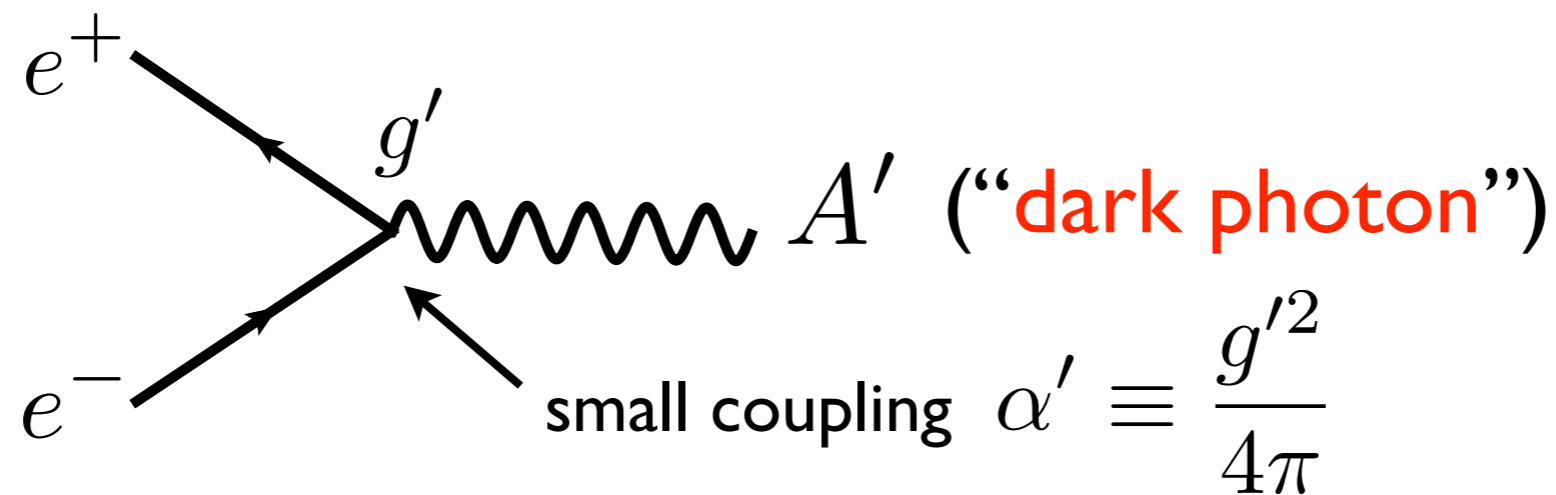 e⁺
g′
A′ (“dark photon”)
e⁻
small coupling α′ ≡ g′²/4π